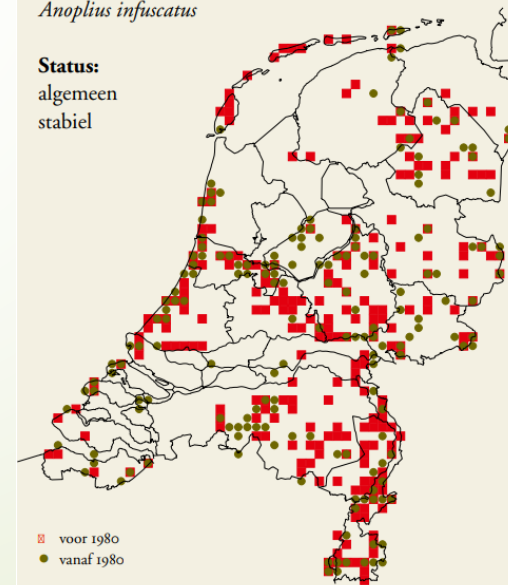 Anoplius infuscatus
Status:
algemeen
stabiel
voor 1980
vanaf 1980